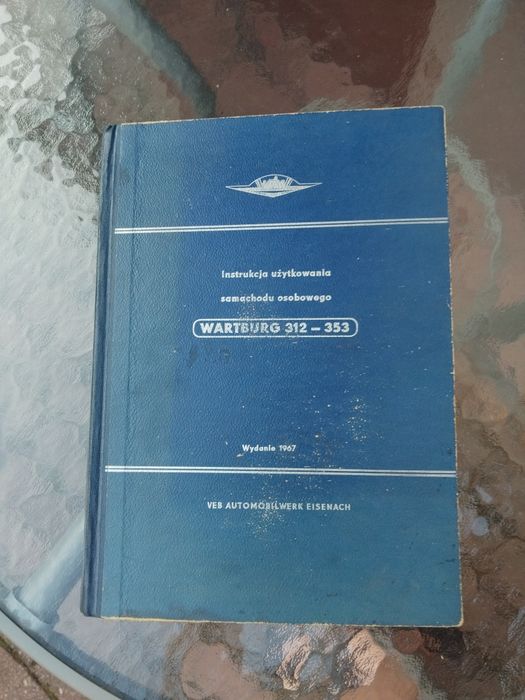 Instrukcja użytkowania
samochodu osobowego
WARTBURG 312 – 353
Wydanie 1967
VEB AUTOMOBILWERK EISENACH